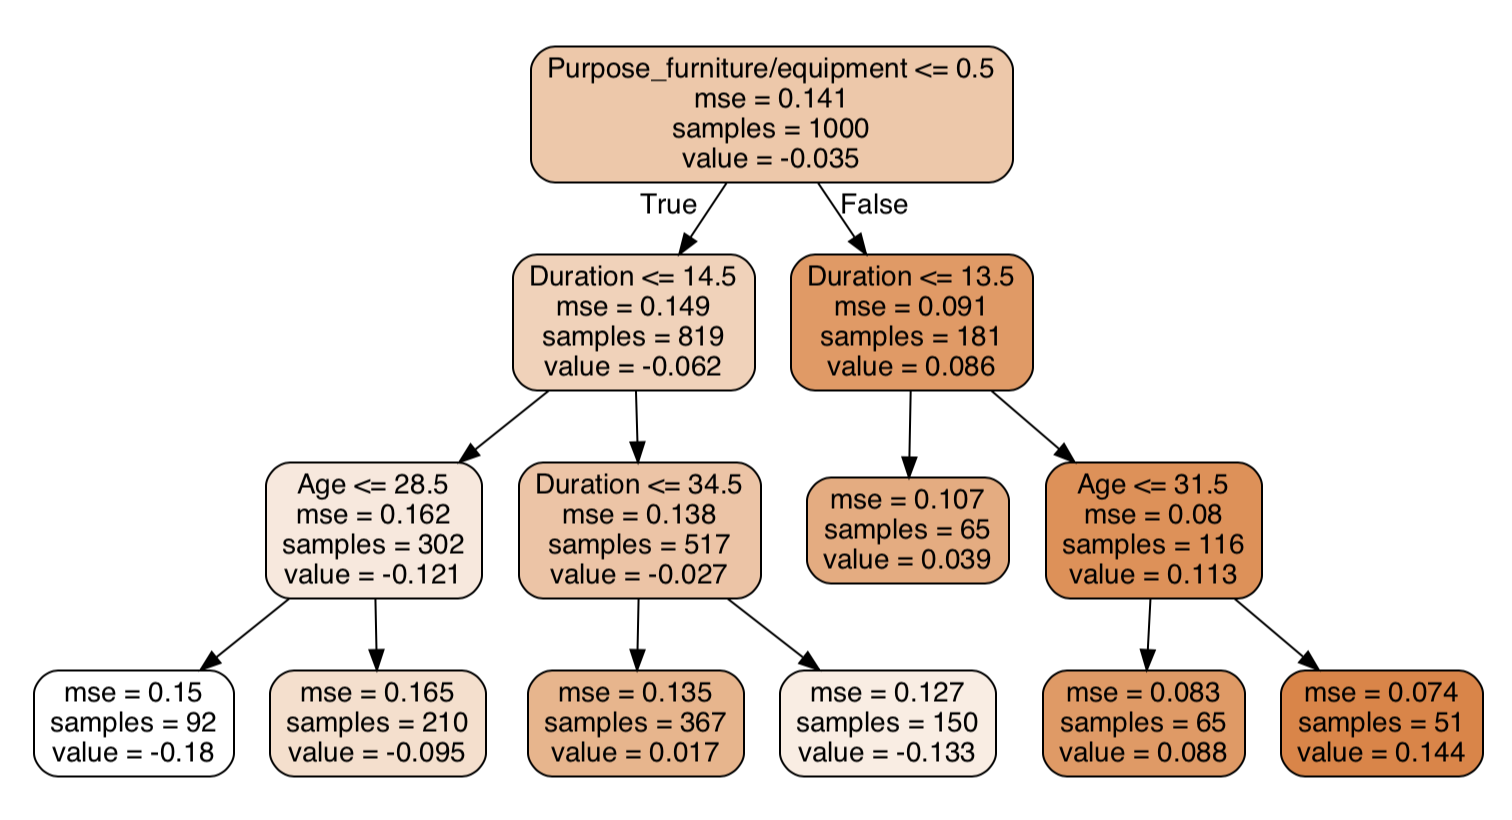 Purpose_furniture/equipment <= 0.5
mse = 0.141
samples = 1000
value = -0.035
True
False
Duration <= 14.5
mse = 0.149
samples = 819
value = -0.062
Duration <= 13.5
mse = 0.091
samples = 181
value = 0.086
Age <= 28.5
mse = 0.162
samples = 302
value = -0.121
Duration <= 34.5
mse = 0.138
samples = 517
value = -0.027
mse = 0.107
samples = 65
value = 0.039
Age <= 31.5
mse = 0.08
samples = 116
value = 0.113
mse = 0.15
samples = 92
value = -0.18
mse = 0.165
samples = 210
value = -0.095
mse = 0.135
samples = 367
value = 0.017
mse = 0.127
samples = 150
value = -0.133
mse = 0.083
samples = 65
value = 0.088
mse = 0.074
samples = 51
value = 0.144